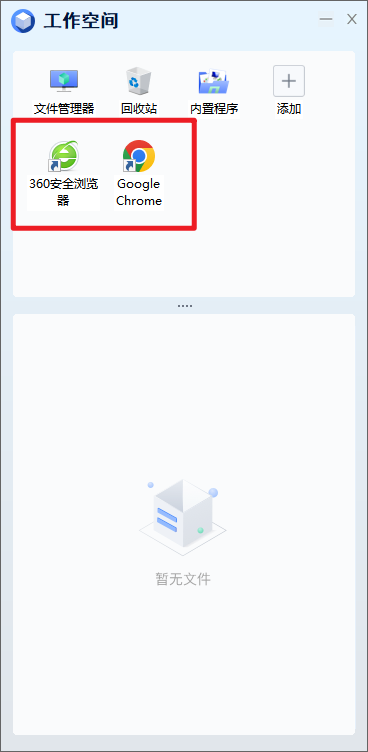 工作空间
文件管理器
回收站
内置程序
添加
360安全浏览
器
Google
Chrome
暂无文件